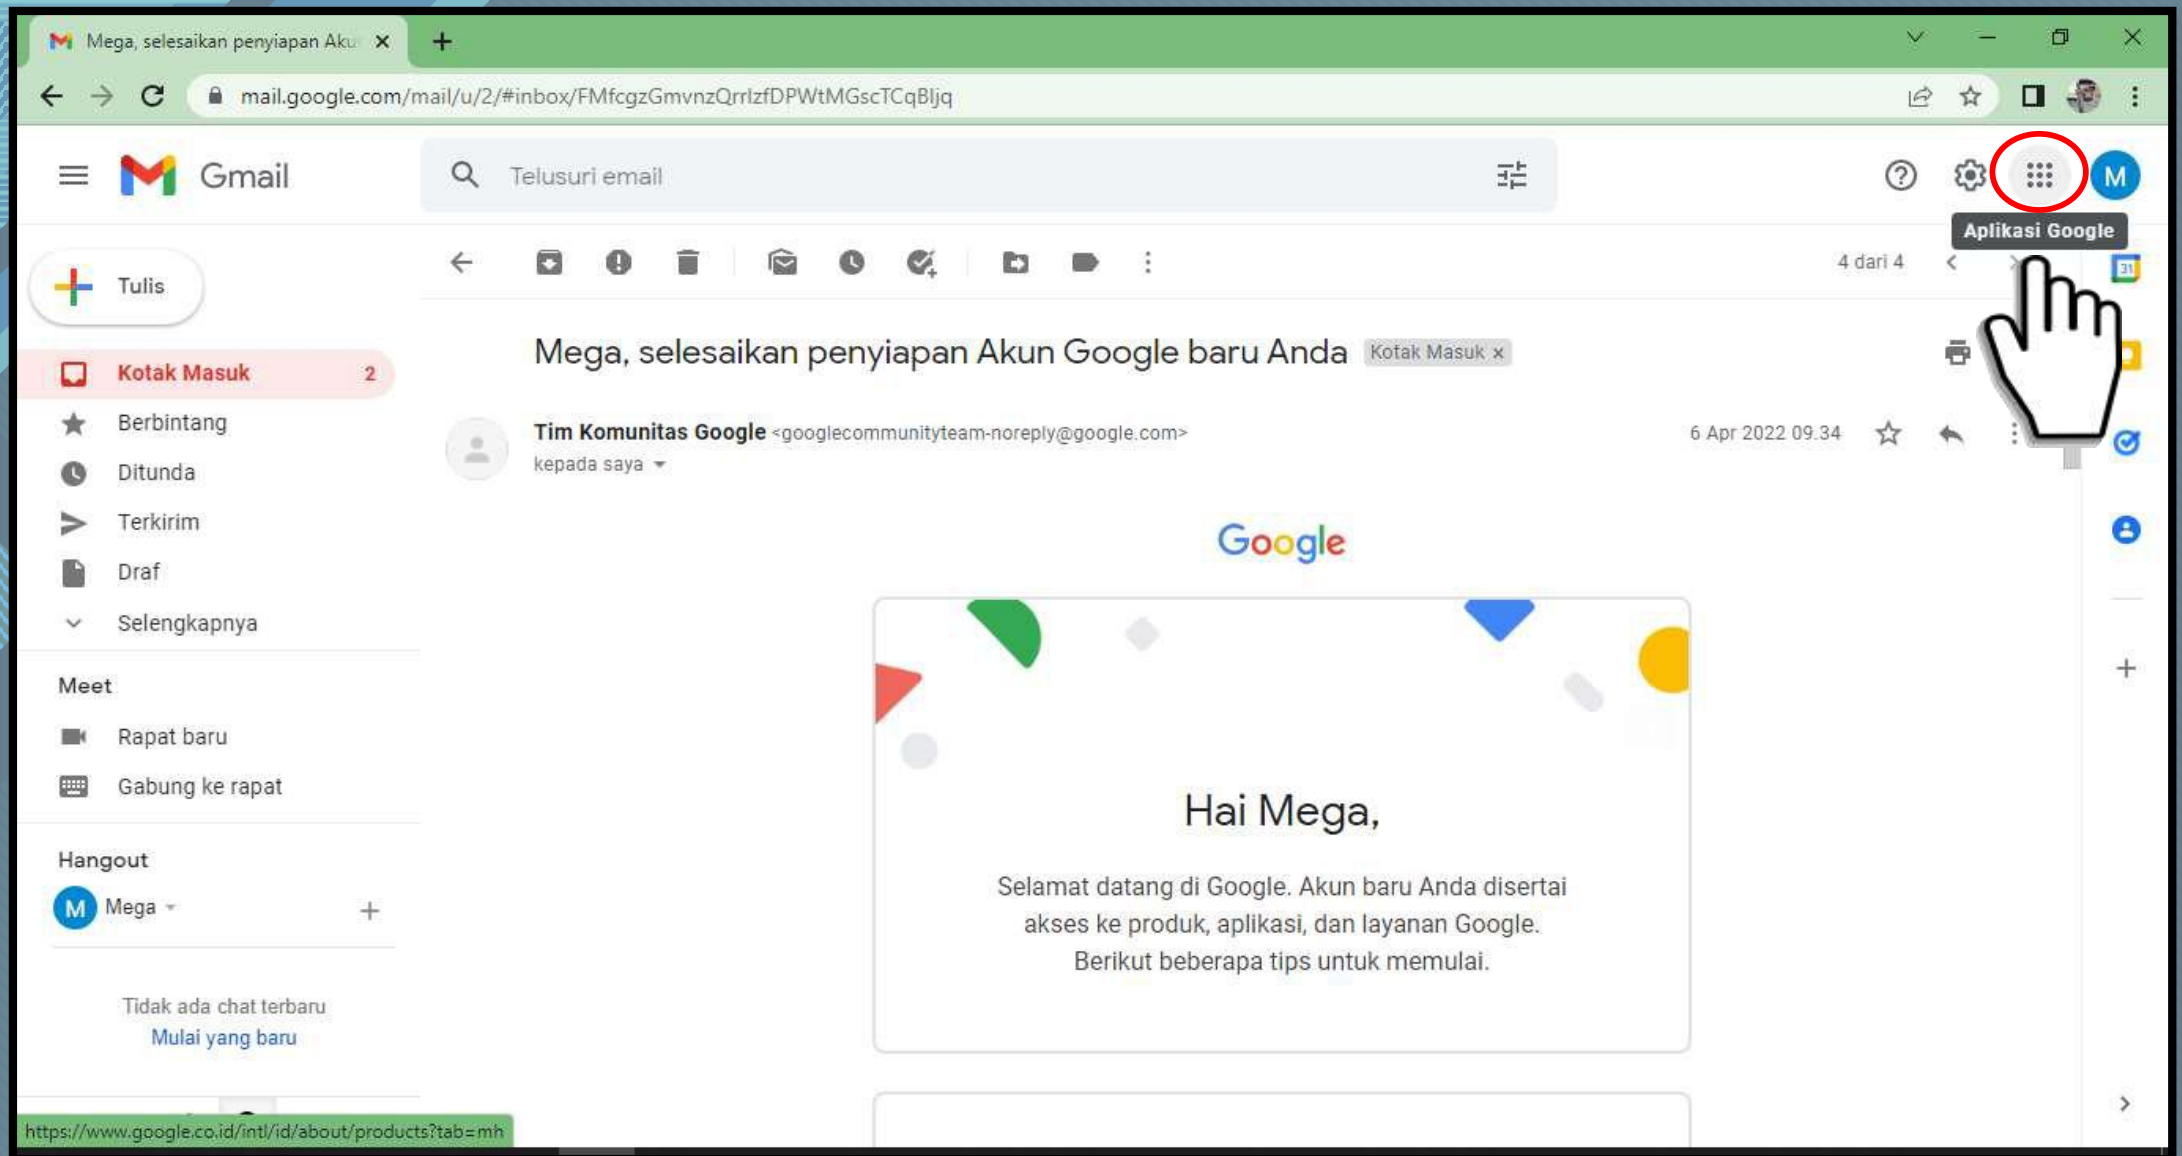 Mega, selesaikan penyiapan Aku
mail.google.com/mail/u/2/#inbox/FMfcgzGmvnzQrrlzfDPWtMGscTCqBljq
Gmail
Telusuri email
M
Aplikasi Google
Tulis
4 dari 4
31
Mega, selesaikan penyiapan Akun Google baru Anda
Kotak Masuk x
Kotak Masuk 2
Berbintang
Ditunda
Terkirim
Draf
Selengkapnya
Tim Komunitas Google <googlecommunityteam-noreply@google.com>
6 Apr 2022 09.34
kepada saya
Google
Meet
Rapat baru
Gabung ke rapat
Hangout
M Mega
Tidak ada chat terbaru
Mulai yang baru
Hai Mega,
Selamat datang di Google. Akun baru Anda disertai
akses ke produk, aplikasi, dan layanan Google.
Berikut beberapa tips untuk memulai.
https://www.google.co.id/intl/id/about/products?tab=mh